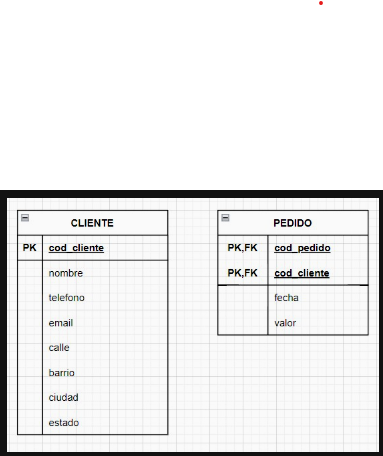 CLIENTE
PK cod_cliente
nombre
telefono
email
calle
barrio
ciudad
estado
PEDIDO
PK,FK cod_pedido
PK,FK cod_cliente
fecha
valor